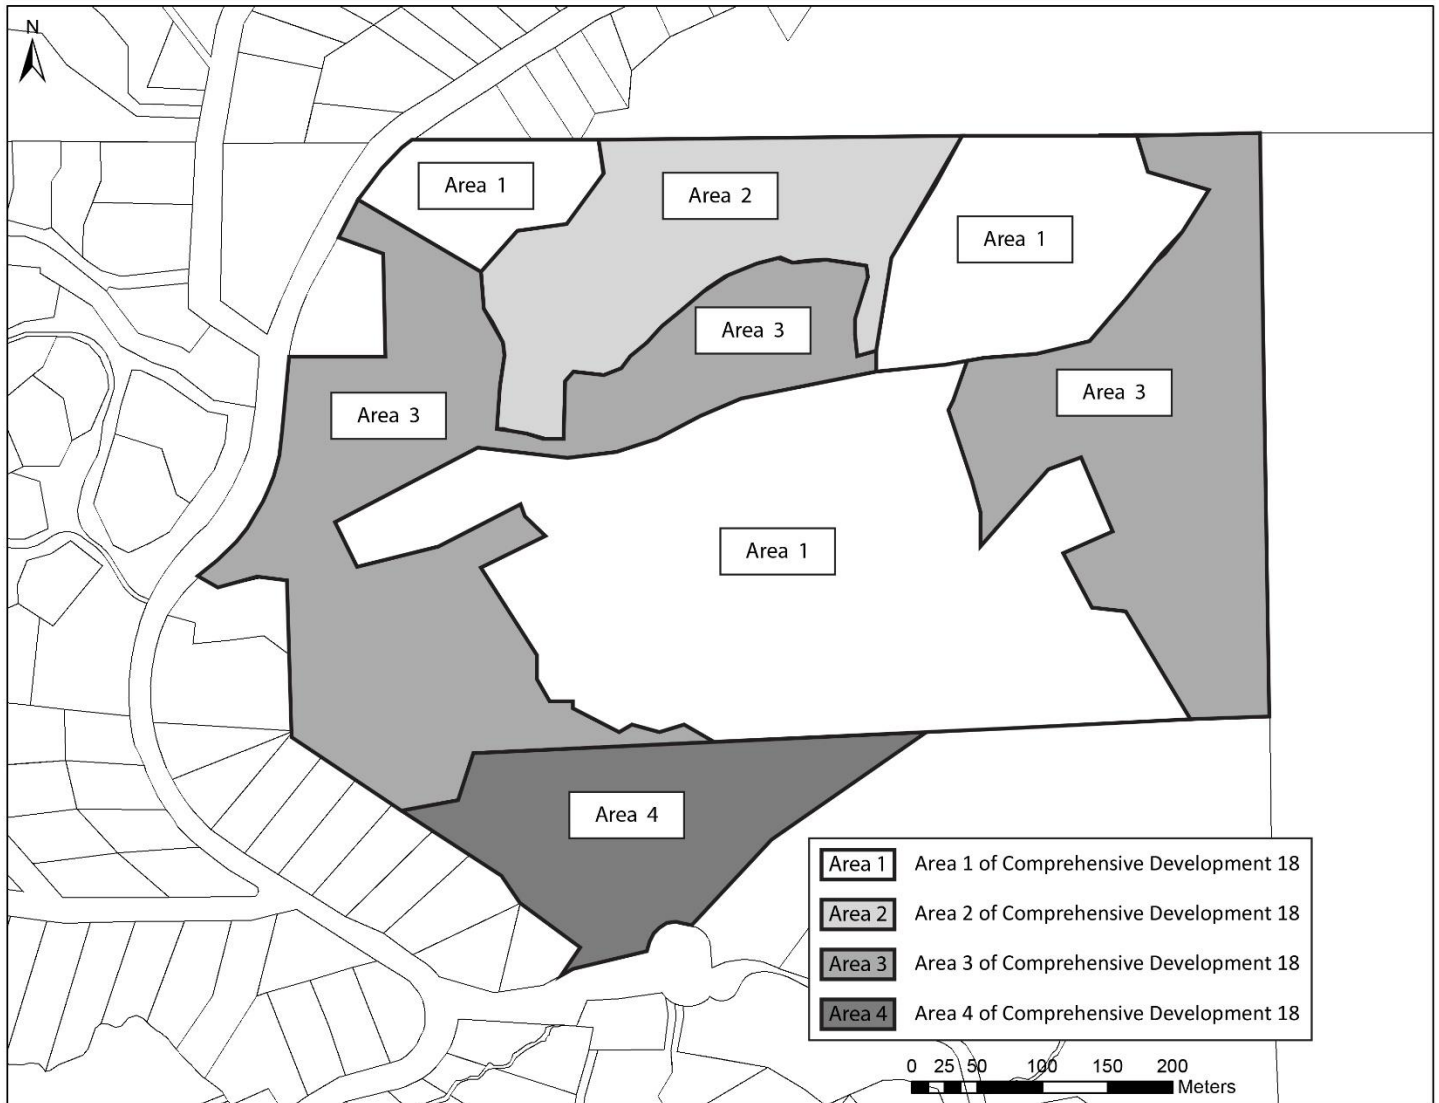 N
Area 1
Area 2
Area 1
Area 3
Area 3
Area 3
Area 1
Area 4
Area 1 Area 1 of Comprehensive Development 18
Area 2 Area 2 of Comprehensive Development 18
Area 3 Area 3 of Comprehensive Development 18
Area 4 Area 4 of Comprehensive Development 18
0 25 50 100 150 200
Meters